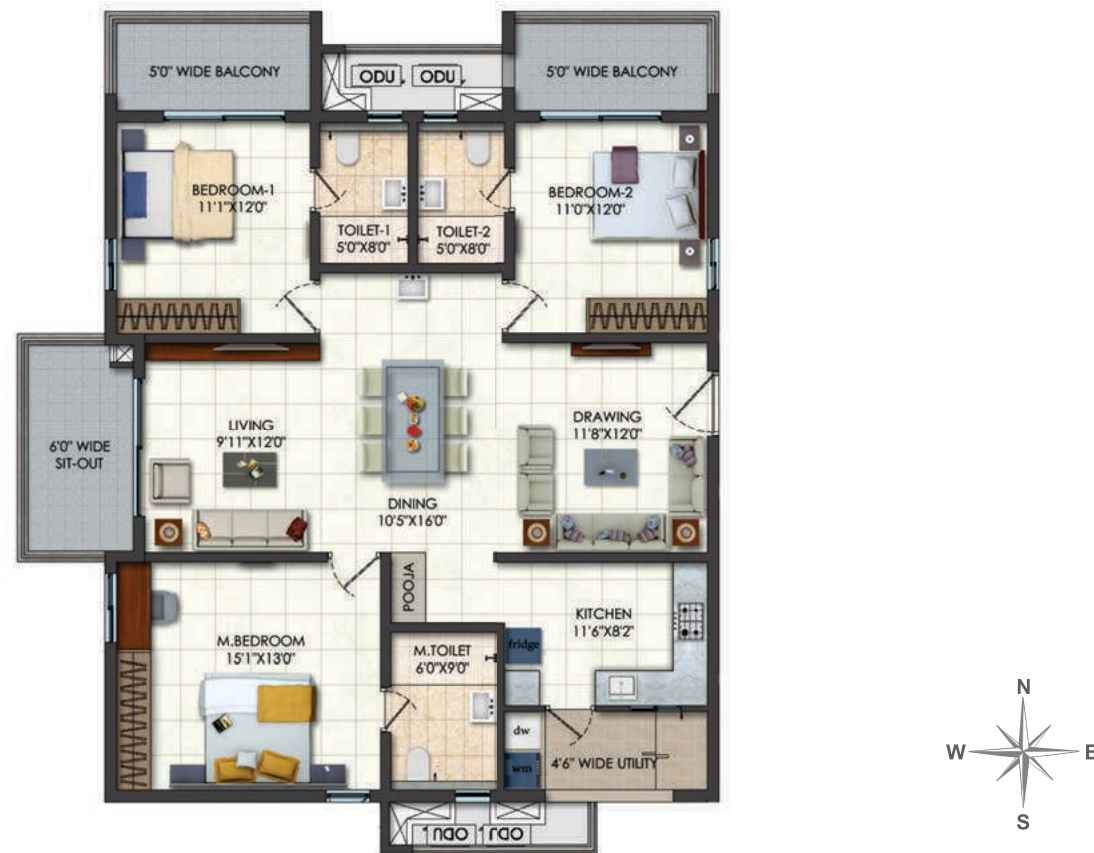 5'0" WIDE BALCONY
ODU
ODU
5'0" WIDE BALCONY
BEDROOM-1
11'1"X12'0"
TOILET-1
5'0"X8'0"
TOILET-2
5'0"X8'0"
BEDROOM-2
11'0"X12'0"
6'0" WIDE
SIT-OUT
LIVING
9'11"X12'0"
DINING
10'5"X16'0"
DRAWING
11'8"X12'0"
POOJA
KITCHEN
11'6"X8'2"
fridge
M.BEDROOM
15'1"X13'0"
M.TOILET
6'0"X9'0"
dw
wm
4'6" WIDE UTILITY
ODU
ODU
N
W
E
S